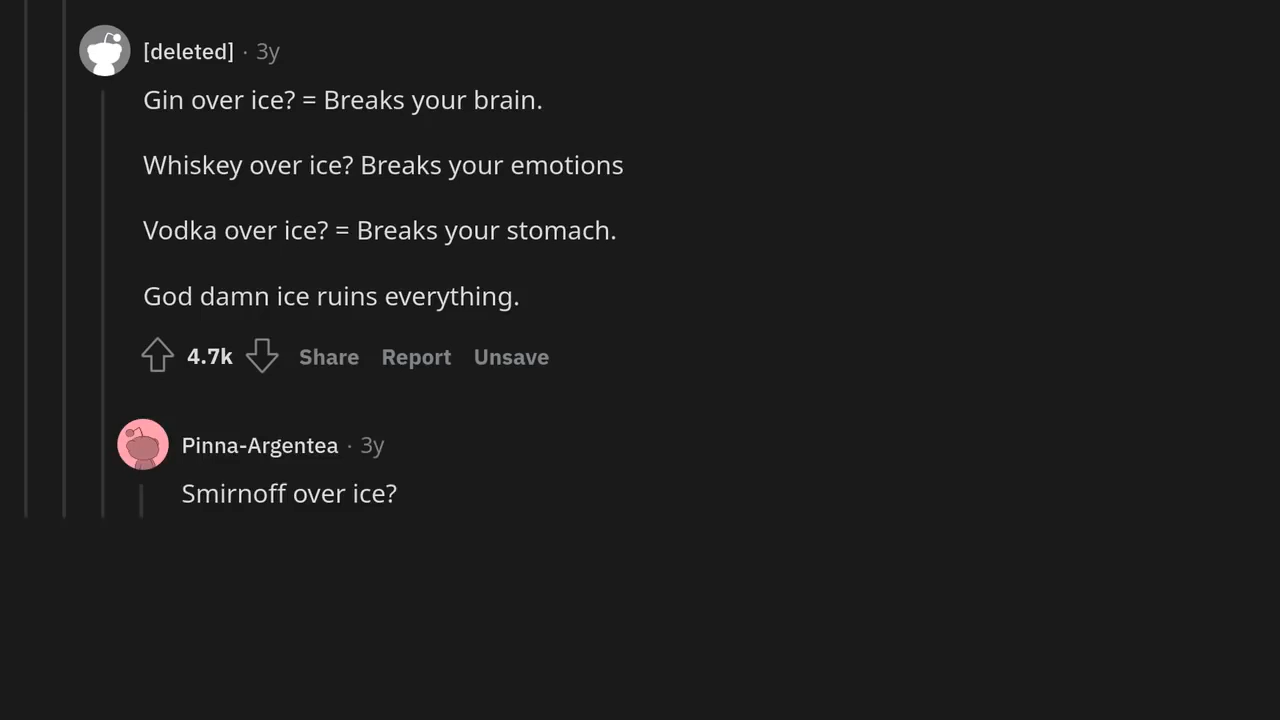 [deleted] · 3y
Gin over ice? = Breaks your brain.
Whiskey over ice? Breaks your emotions
Vodka over ice? = Breaks your stomach.
God damn ice ruins everything.
4.7k Share Report Unsave
Pinna-Argentea · 3y
Smirnoff over ice?